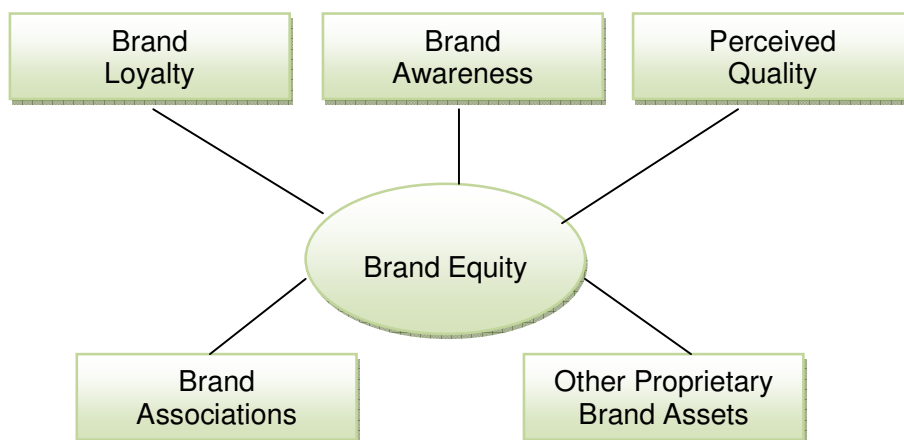 Brand
Loyalty
Brand
Awareness
Perceived
Quality
Brand Equity
Brand
Associations
Other Proprietary
Brand Assets